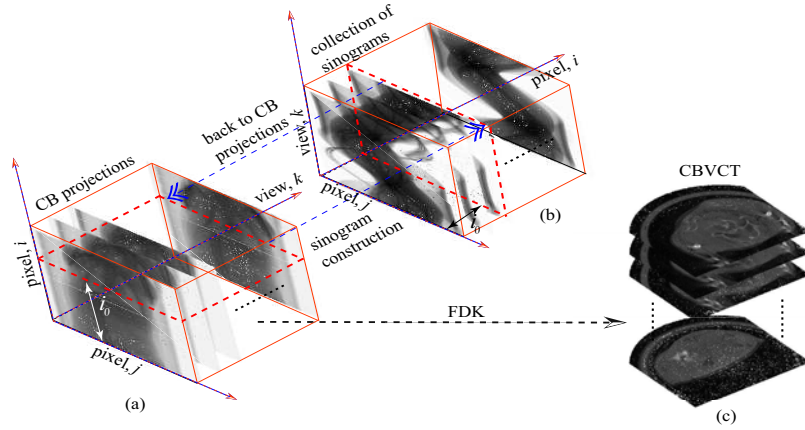 collection of
sinograms
pixel, i
view, k
back to CB
projections
CB projections
view, k
pixel, j
(b)
CBVCT
i₀
sinogram
construction
pixel, i
i₀
FDK
pixel, j
(a)
(c)